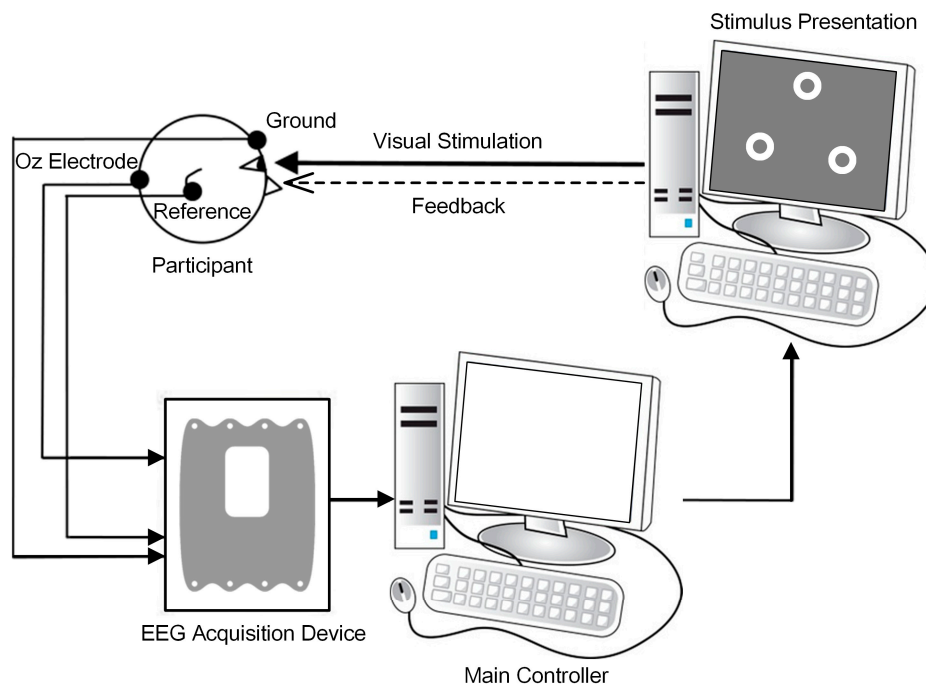 Stimulus Presentation
Ground
Visual Stimulation
Oz Electrode
Reference
Feedback
Participant
EEG Acquisition Device
Main Controller